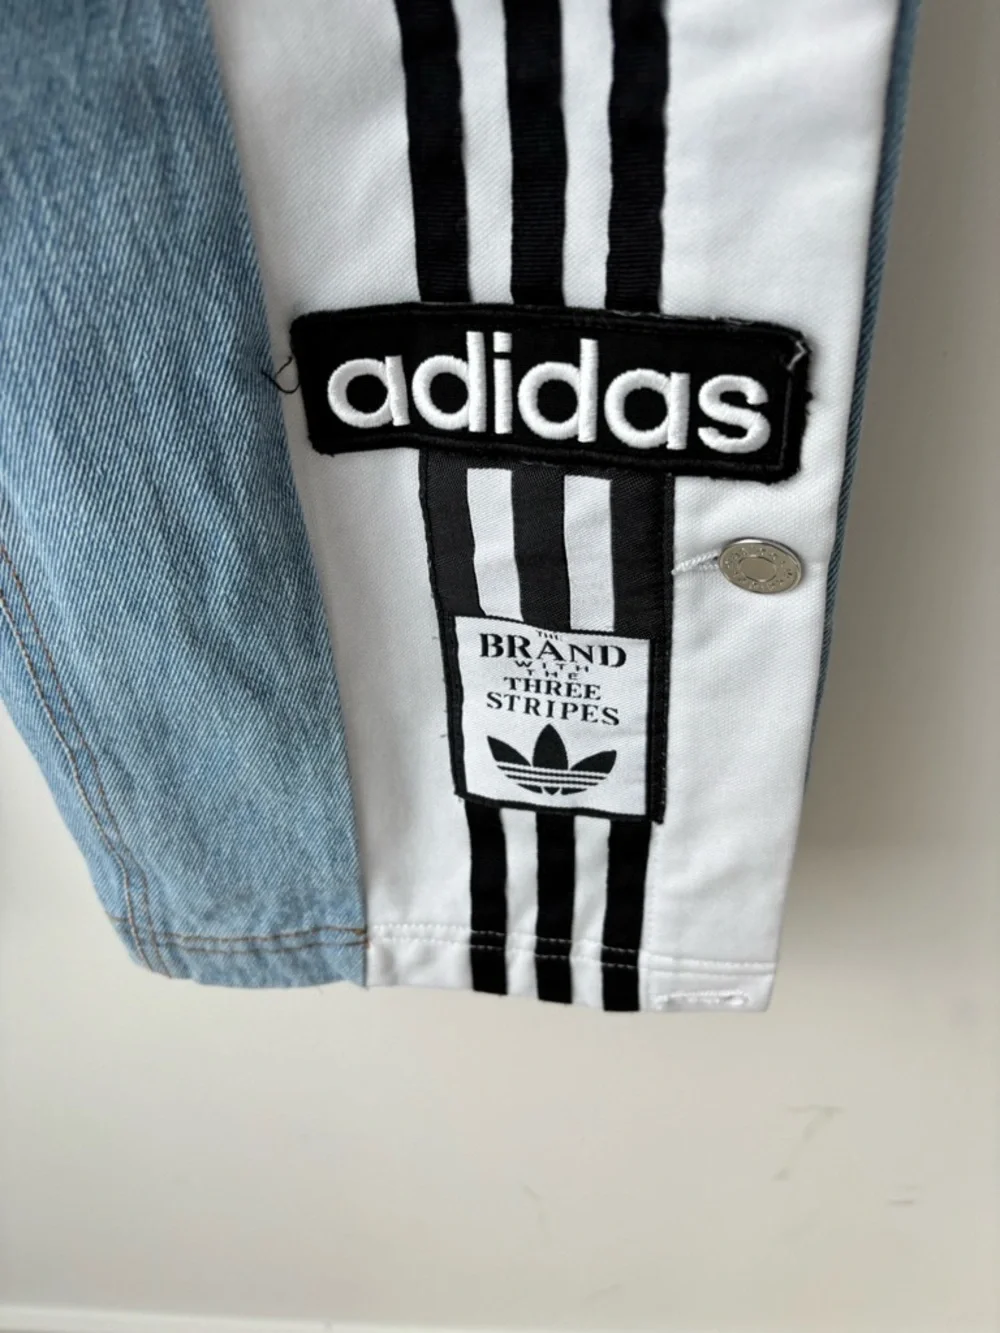 adidas
THE
BRAND
WITH
THE
THREE
STRIPES